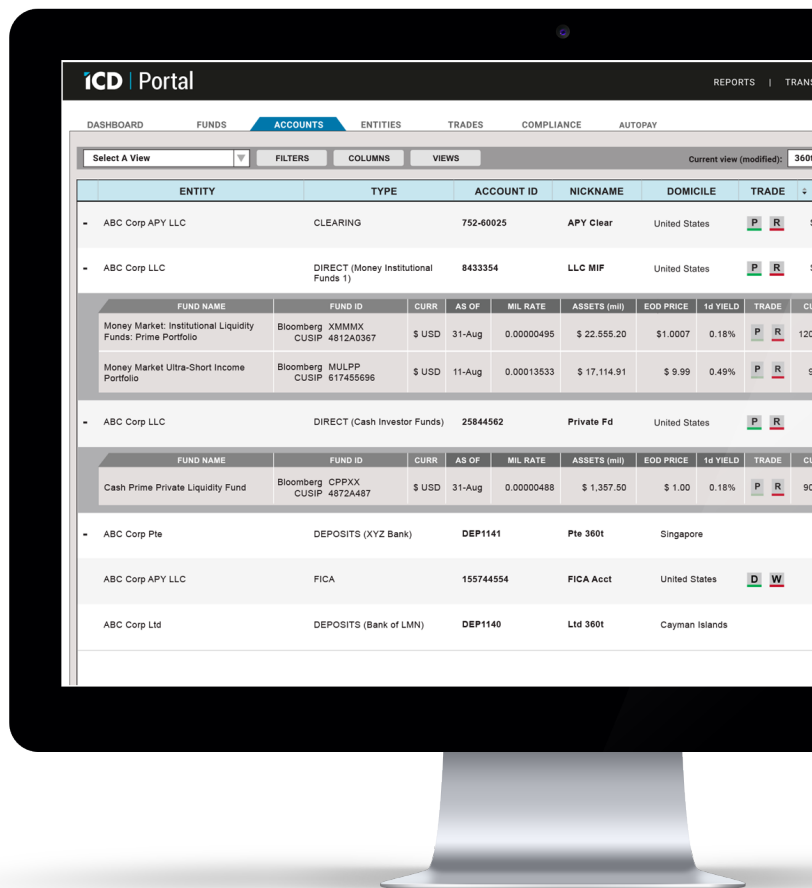 iCD | Portal
REPORTS |
DASHBOARD FUNDS ACCOUNTS ENTITIES TRADES COMPLIANCE AUTOPAY
Select A View FILTERS COLUMNS VIEWS Current view (modified):
ENTITY TYPE ACCOUNT ID NICKNAME DOMICILE TRADE
- ABC Corp APY LLC CLEARING 752-60025 APY Clear United States P R
- ABC Corp LLC DIRECT (Money Institutional 8433354 LLC MIF United States P R
Funds 1)
FUND NAME FUND ID CURR AS OF MIL RATE ASSETS (mil) EOD PRICE 1d YIELD TRADE
Money Market: Institutional Liquidity Bloomberg XMMMX
Funds: Prime Portfolio CUSIP 4812A0367 $ USD 31-Aug 0.00000495 $ 22.555.20 $1.0007 0.18% P R
Money Market Ultra-Short Income Bloomberg MULPP
Portfolio CUSIP 617455696 $ USD 11-Aug 0.00013533 $ 17,114.91 $ 9.99 0.49% P R
- ABC Corp LLC DIRECT (Cash Investor Funds) 25844562 Private Fd United States P R
FUND NAME FUND ID CURR AS OF MIL RATE ASSETS (mil) EOD PRICE 1d YIELD TRADE
Cash Prime Private Liquidity Fund Bloomberg CPPXX
CUSIP 4872A487 $ USD 31-Aug 0.00000488 $ 1,357.50 $ 1.00 0.18% P R
- ABC Corp Pte DEPOSITS (XYZ Bank) DEP1141 Pte 360t Singapore
ABC Corp APY LLC FICA 155744554 FICA Acct United States D W
ABC Corp Ltd DEPOSITS (Bank of LMN) DEP1140 Ltd 360t Cayman Islands